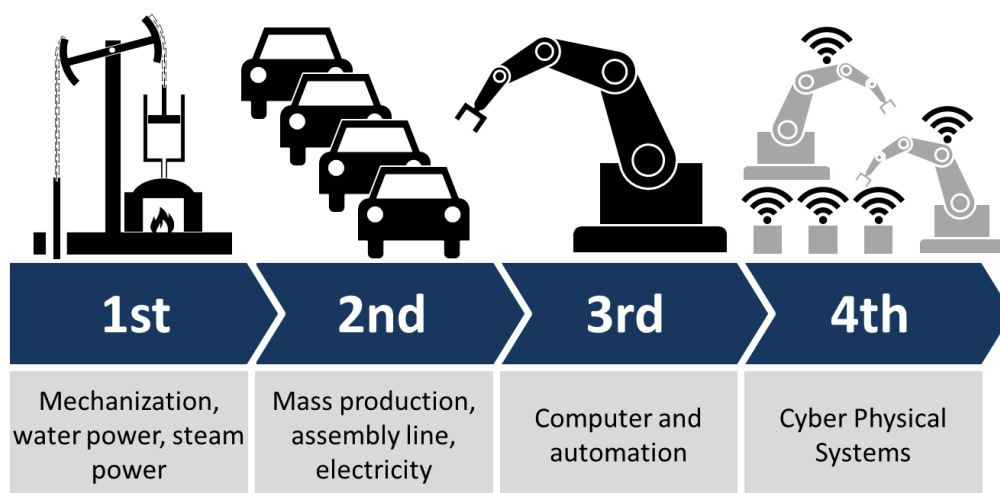 1st
2nd
3rd
4th
Mechanization,
water power, steam
power
Mass production,
assembly line,
electricity
Computer and
automation
Cyber Physical
Systems